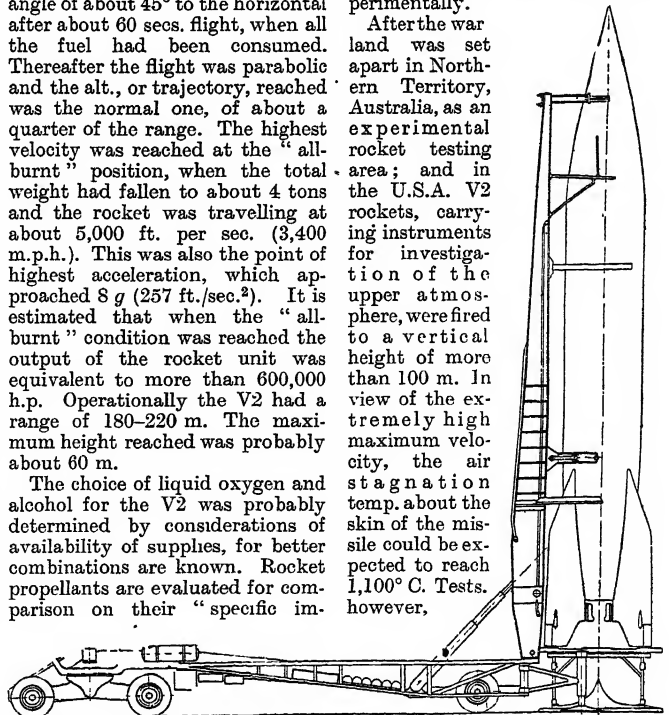 angle of about 45° to the horizontal
after about 60 secs. flight, when all
the fuel had been consumed.
Thereafter the flight was parabolic
and the alt., or trajectory, reached
was the normal one, of about a
quarter of the range. The highest
velocity was reached at the “ all-
burnt ” position, when the total
weight had fallen to about 4 tons
and the rocket was travelling at
about 5,000 ft. per sec. (3,400
m.p.h.). This was also the point of
highest acceleration, which ap-
proached 8 g (257 ft./sec.²). It is
estimated that when the “ all-
burnt ” condition was reached the
output of the rocket unit was
equivalent to more than 600,000
h.p. Operationally the V2 had a
range of 180–220 m. The maxi-
mum height reached was probably
about 60 m.
The choice of liquid oxygen and
alcohol for the V2 was probably
determined by considerations of
availability of supplies, for better
combinations are known. Rocket
propellants are evaluated for com-
parison on their “ specific im-
perimentally.
After the war
land was set
apart in North-
ern Territory,
Australia, as an
experimental
rocket testing
area ; and in
the U.S.A. V2
rockets, carry-
ing instruments
for investiga-
tion of the
upper atmos-
phere, were fired
to a vertical
height of more
than 100 m. In
view of the ex-
tremely high
maximum velo-
city, the air
stagnation
temp. about the
skin of the mis-
sile could be ex-
pected to reach
1,100° C. Tests.
however,